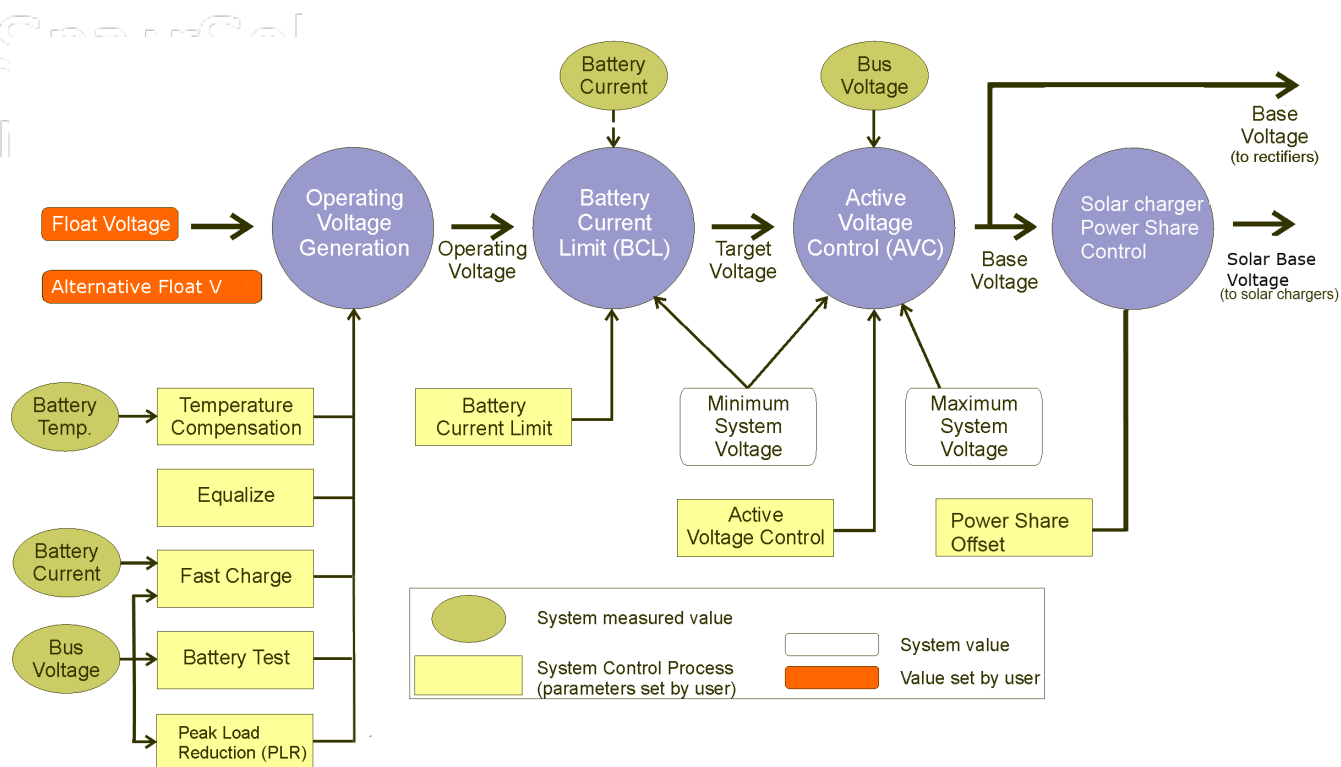 Battery
Current
Bus
Voltage
Base
Voltage
(to rectifiers)
Float Voltage
Alternative Float V
Operating
Voltage
Generation
Operating
Voltage
Battery
Current
Limit (BCL)
Target
Voltage
Active
Voltage
Control (AVC)
Base
Voltage
Solar charger
Power Share
Control
Solar Base
Voltage
(to solar chargers)
Battery
Temp.
Temperature
Compensation
Battery
Current Limit
Minimum
System
Voltage
Maximum
System
Voltage
Equalize
Active
Voltage Control
Power Share
Offset
Battery
Current
Fast Charge
Bus
Voltage
Battery Test
Peak Load
Reduction (PLR)
System measured value
System Control Process
(parameters set by user)
System value
Value set by user